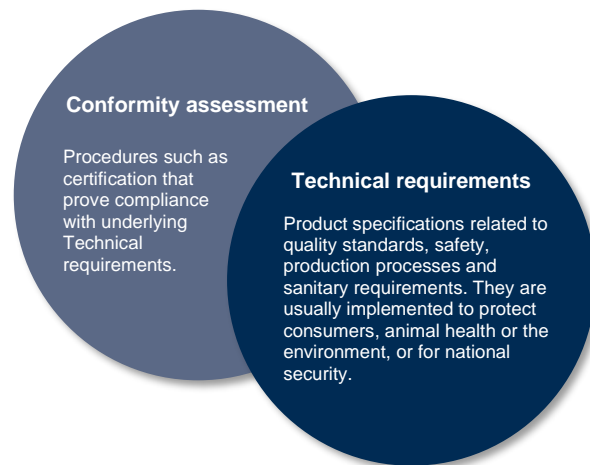 Conformity assessment
Procedures such as
certification that
prove compliance
with underlying
Technical
requirements.
Technical requirements
Product specifications related to
quality standards, safety,
production processes and
sanitary requirements. They are
usually implemented to protect
consumers, animal health or the
environment, or for national
security.